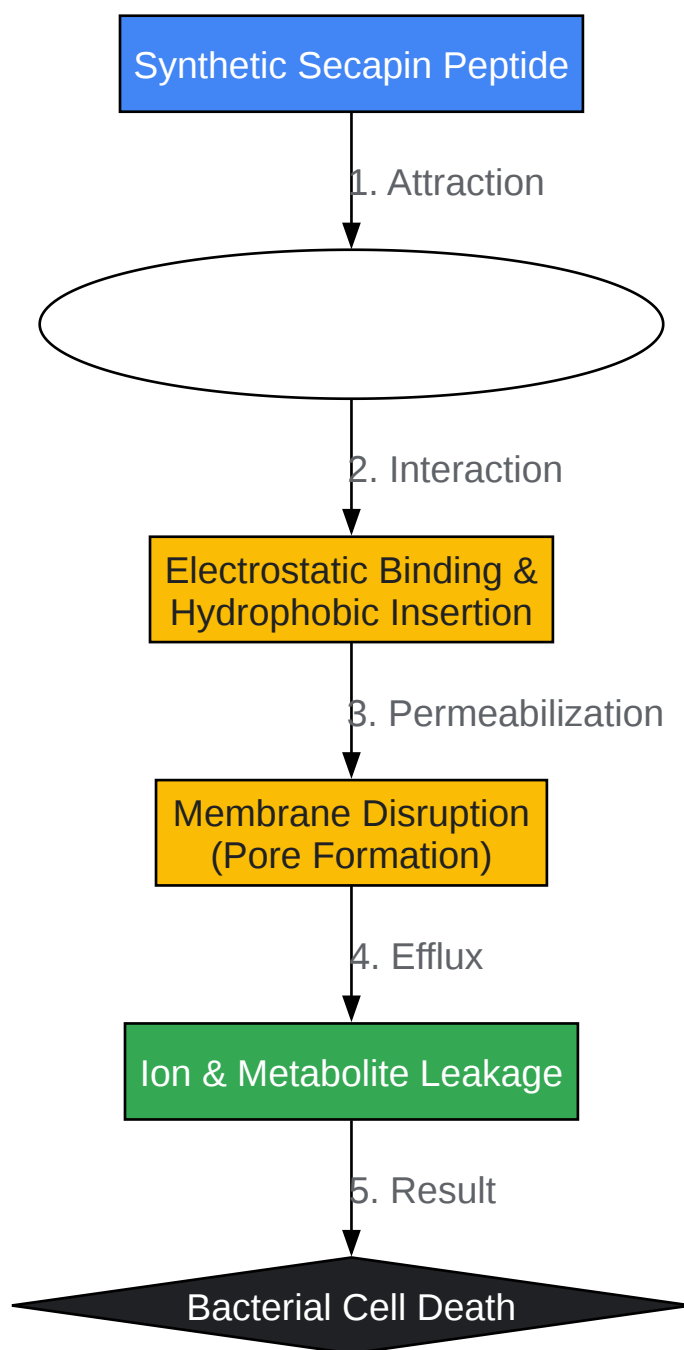 Synthetic Secapin Peptide
1. Attraction
2. Interaction
Electrostatic Binding &
Hydrophobic Insertion
3. Permeabilization
Membrane Disruption
(Pore Formation)
4. Efflux
Ion & Metabolite Leakage
5. Result
Bacterial Cell Death